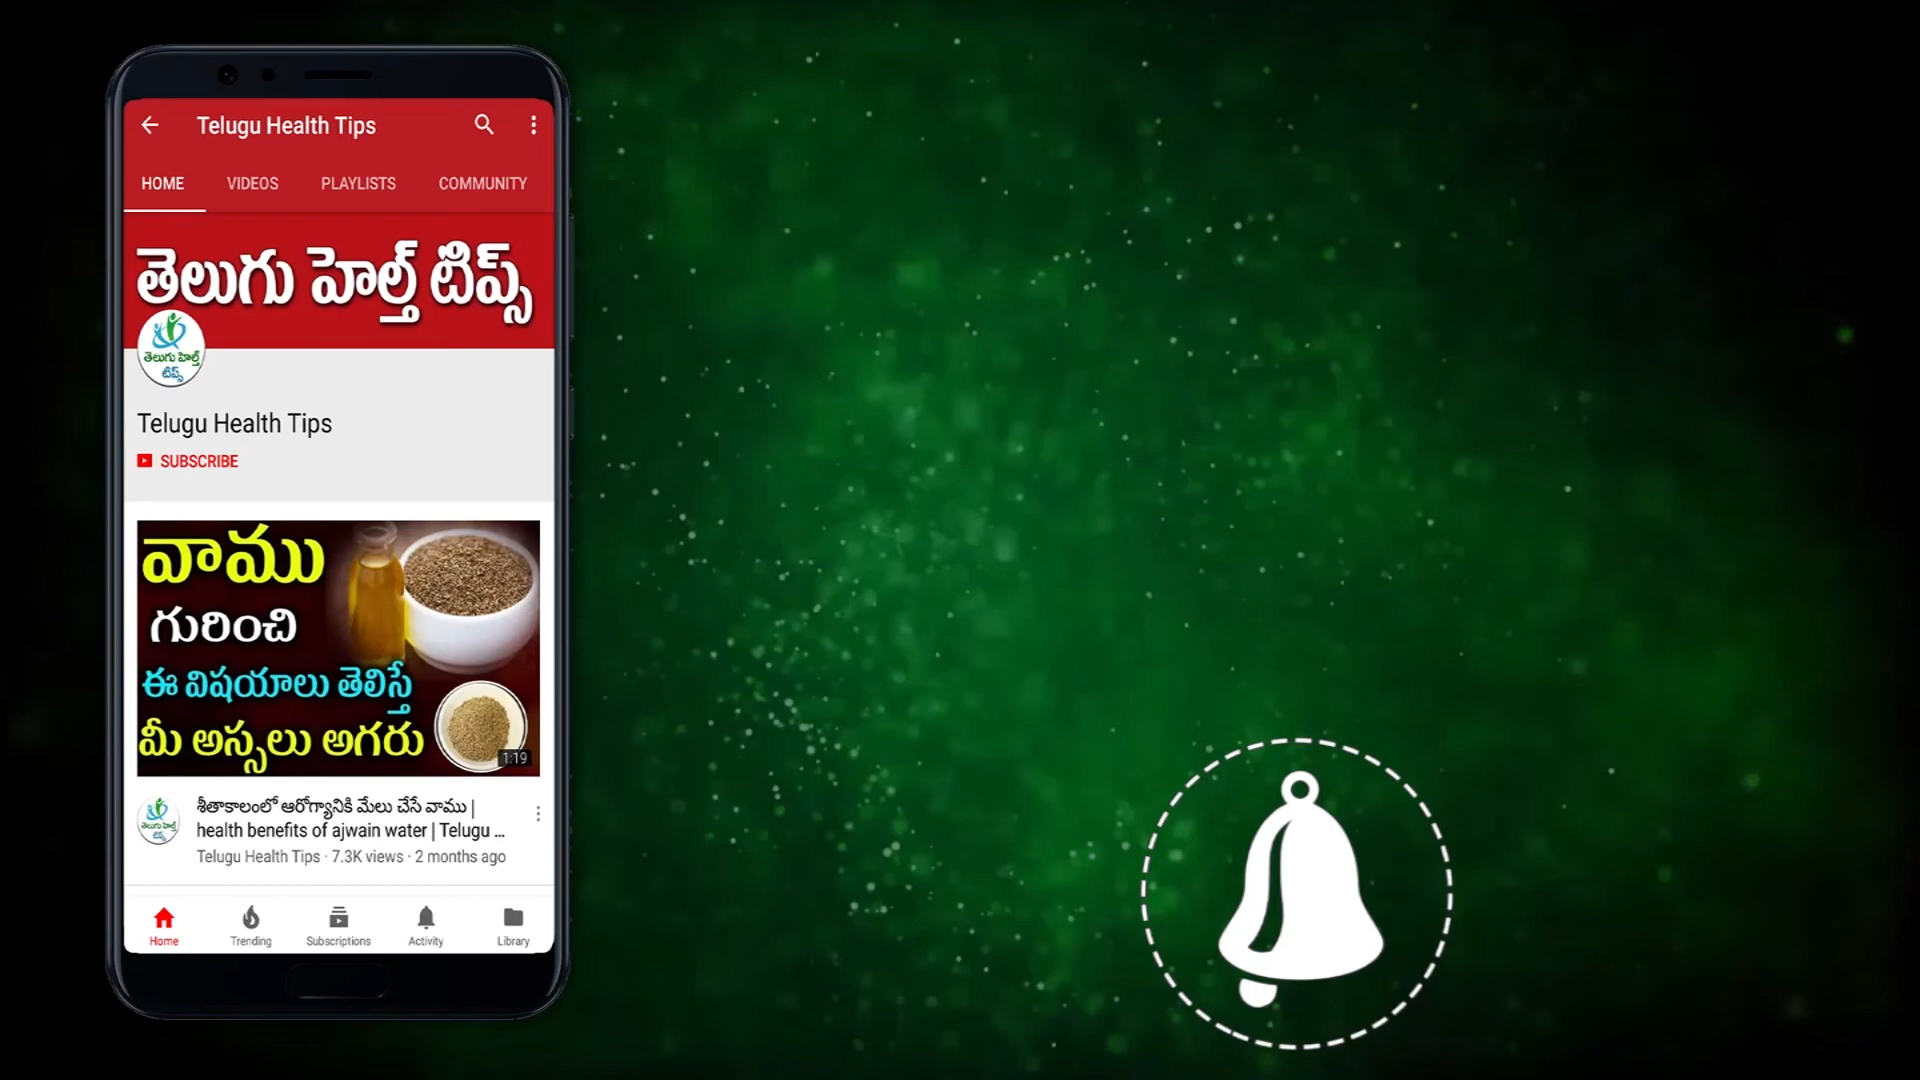 Telugu Health Tips
HOME VIDEOS PLAYLISTS COMMUNITY
తెలుగు హెల్త్ టిప్స్
తెలుగు హెల్త్
టిప్స్
Telugu Health Tips
SUBSCRIBE
వాము
గురించి
ఈ విషయాలు తెలిస్తే
మీ అస్సలు అగరు
1:19
శీతాకాలంలో ఆరోగ్యానికి మేలు చేసే వాము |
health benefits of ajwain water | Telugu ...
తెలుగు హెల్త్
టిప్స్
Telugu Health Tips · 7.3K views · 2 months ago
Home Trending Subscriptions Activity Library